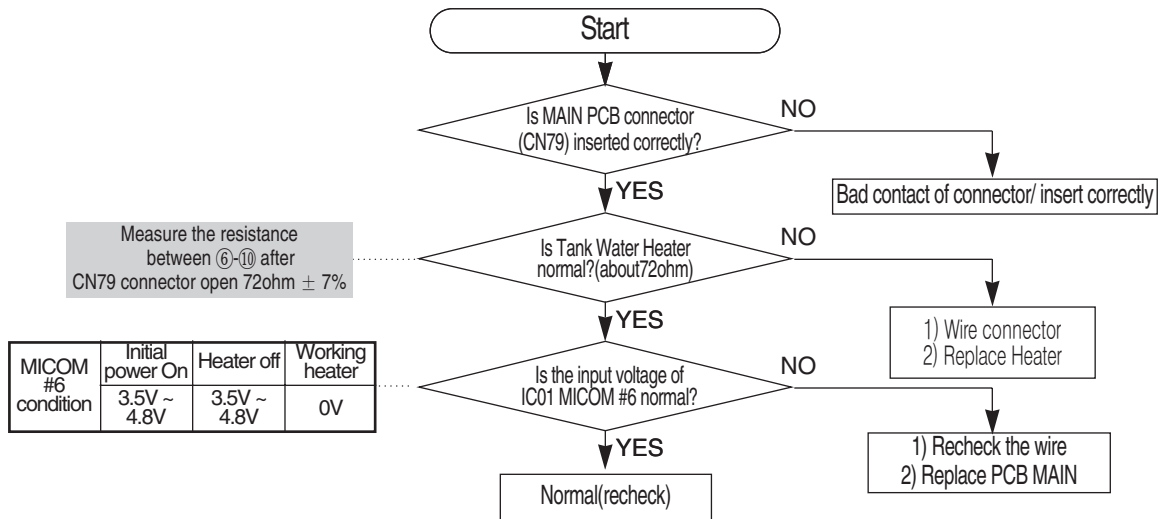 Start
Is MAIN PCB connector
(CN79) inserted correctly?
NO
Bad contact of connector/ insert correctly
YES
Measure the resistance
between ⑥-⑩ after
CN79 connector open 72ohm ± 7%
Is Tank Water Heater
normal?(about72ohm)
NO
1) Wire connector
2) Replace Heater
YES
MICOM
#6
condition
Initial
power On
Heater off
Working
heater
3.5V ~
4.8V
3.5V ~
4.8V
0V
Is the input voltage of
IC01 MICOM #6 normal?
NO
1) Recheck the wire
2) Replace PCB MAIN
YES
Normal(recheck)